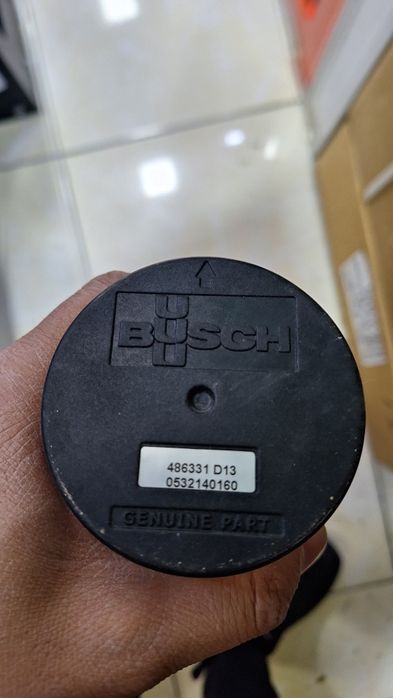 BUSCH
486331 D13
0532140160
GENUINE PART